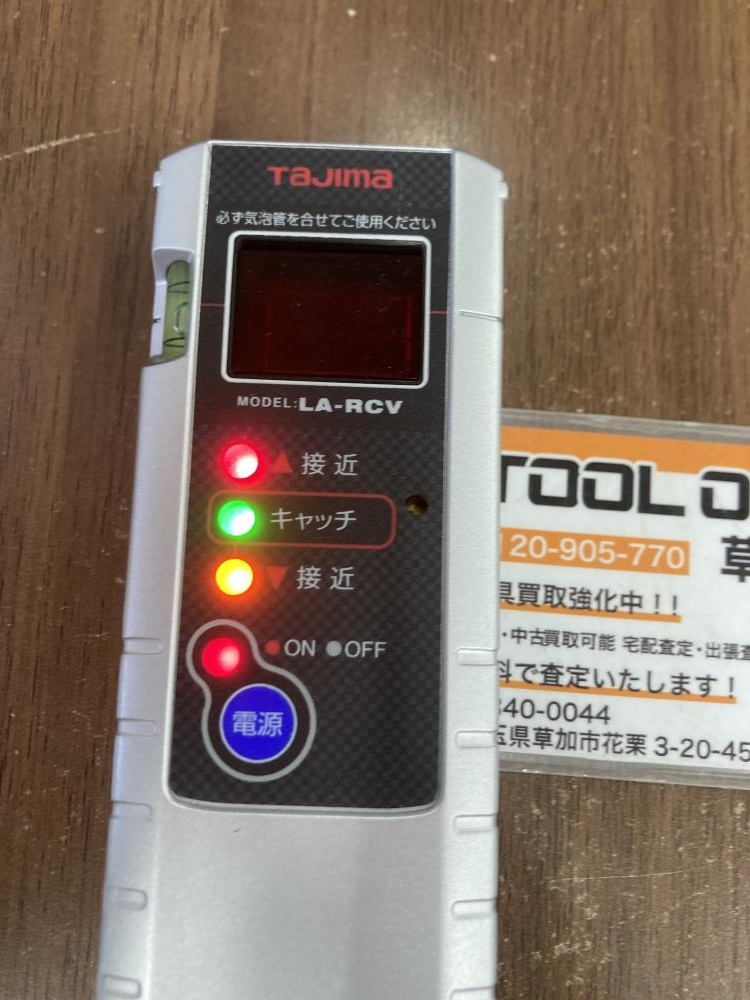 TaJima
必ず気泡管を合せてご使用ください
MODEL:LA-RCV
▲接近
キャッチ
▼接近
ON OFF
電源
TOOL O
120-905-770 草
買取強化中!!
・中古買取可能 宅配査定・出張査
料で査定いたします!
340-0044
玉県草加市花栗 3-20-45